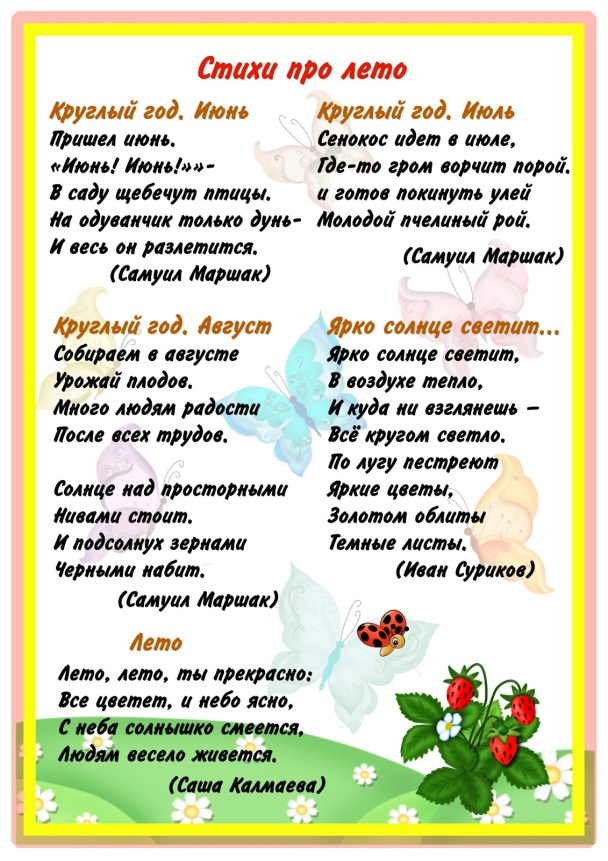 Стихи про лето
Круглый год. Июнь
Пришел июнь.
«Июнь! Июнь!»»-
В саду щебечут птицы.
На одуванчик только дунь-
И весь он разлетится.
(Самуил Маршак)
Круглый год. Июль
Сенокос идет в июле,
Где-то гром ворчит порой.
и готов покинуть улей
Молодой пчелиный рой.
(Самуил Маршак)
Круглый год. Август
Собираем в августе
Урожай плодов.
Много людям радости
После всех трудов.
Солнце над просторными
Нивами стоит.
И подсолнух зернами
Черными набит.
(Самуил Маршак)
Ярко солнце светит...
Ярко солнце светит,
В воздухе тепло,
И куда ни взглянешь –
Всё кругом светло.
По лугу пестреют
Яркие цветы,
Золотом облиты
Темные листы.
(Иван Суриков)
Лето
Лето, лето, ты прекрасно:
Все цветет, и небо ясно,
С неба солнышко смеется,
Людям весело живется.
(Саша Калмаева)